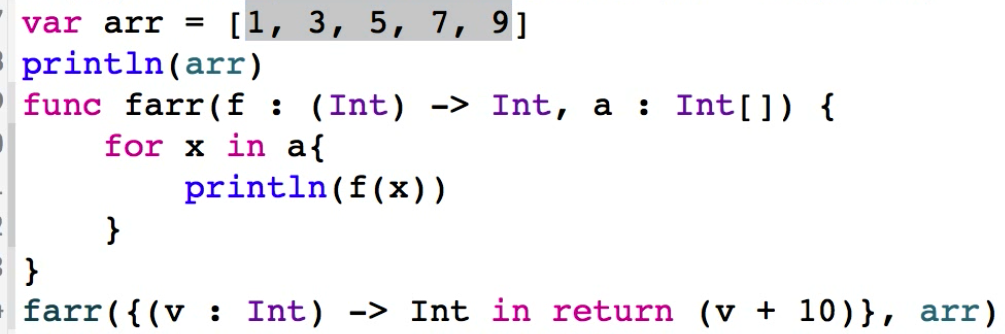 var arr = [1, 3, 5, 7, 9]
println(arr)
func farr(f : (Int) -> Int, a : Int[]) {
    for x in a{
        println(f(x))
    }
}
farr({(v : Int) -> Int in return (v + 10)}, arr)